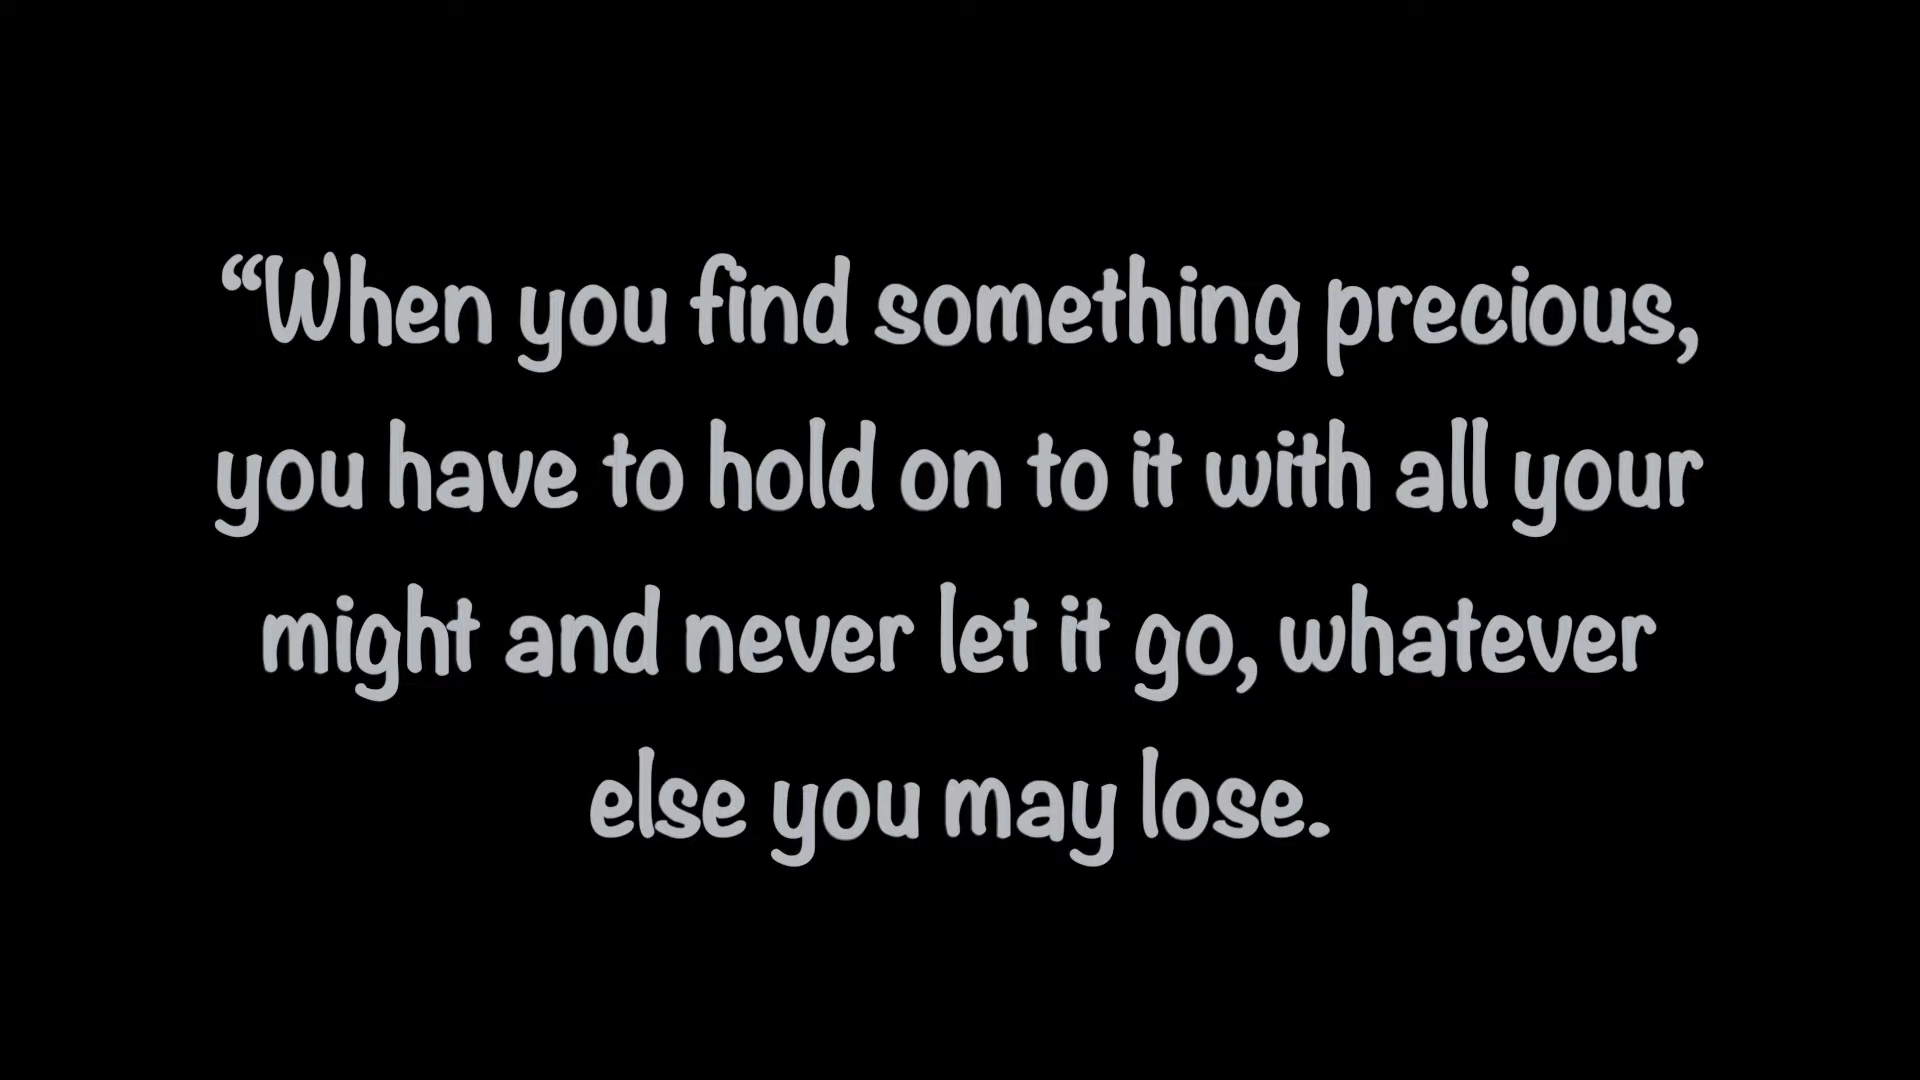 “When you find something precious,
you have to hold on to it with all your
might and never let it go, whatever
else you may lose.